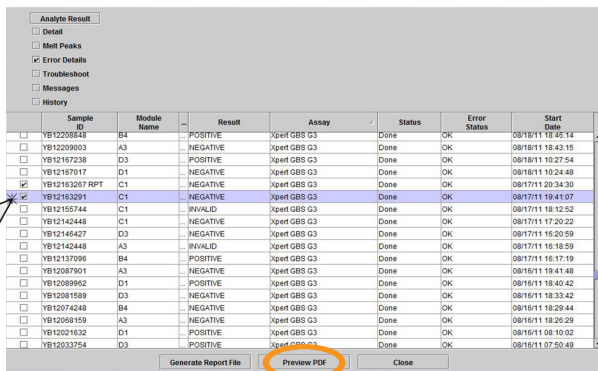 Analyte Result
Detail
Melt Peaks
Error Details
Troubleshoot
Messages
History
Sample ID Module Name ... Result Assay Status Error Status Start Date
YB12208848 B4 ... POSITIVE Xpert GBS G3 Done OK 08/18/11 18:46:14
YB12209003 A3 ... NEGATIVE Xpert GBS G3 Done OK 08/18/11 18:43:15
YB12167238 D3 ... POSITIVE Xpert GBS G3 Done OK 08/18/11 10:27:54
YB12167017 D1 ... NEGATIVE Xpert GBS G3 Done OK 08/18/11 10:24:48
YB12163267 RPT C1 ... NEGATIVE Xpert GBS G3 Done OK 08/17/11 20:34:30
YB12163291 C1 ... NEGATIVE Xpert GBS G3 Done OK 08/17/11 19:41:07
YB12155744 C1 ... INVALID Xpert GBS G3 Done OK 08/17/11 18:12:52
YB12142448 C1 ... NEGATIVE Xpert GBS G3 Done OK 08/17/11 17:20:22
YB12146427 D3 ... NEGATIVE Xpert GBS G3 Done OK 08/17/11 16:20:59
YB12142448 A3 ... INVALID Xpert GBS G3 Done OK 08/17/11 16:18:59
YB12137096 B4 ... POSITIVE Xpert GBS G3 Done OK 08/17/11 16:17:19
YB12087901 A3 ... NEGATIVE Xpert GBS G3 Done OK 08/16/11 19:41:48
YB12089962 D1 ... POSITIVE Xpert GBS G3 Done OK 08/16/11 18:40:42
YB12081589 D3 ... NEGATIVE Xpert GBS G3 Done OK 08/16/11 18:33:42
YB12074248 B4 ... NEGATIVE Xpert GBS G3 Done OK 08/16/11 18:29:44
YB12068159 A3 ... NEGATIVE Xpert GBS G3 Done OK 08/16/11 18:26:29
YB12021632 D1 ... POSITIVE Xpert GBS G3 Done OK 08/16/11 08:10:02
YB12033754 D3 ... NEGATIVE Xpert GBS G3 Done OK 08/16/11 07:50:49
Generate Report File Preview PDF Close